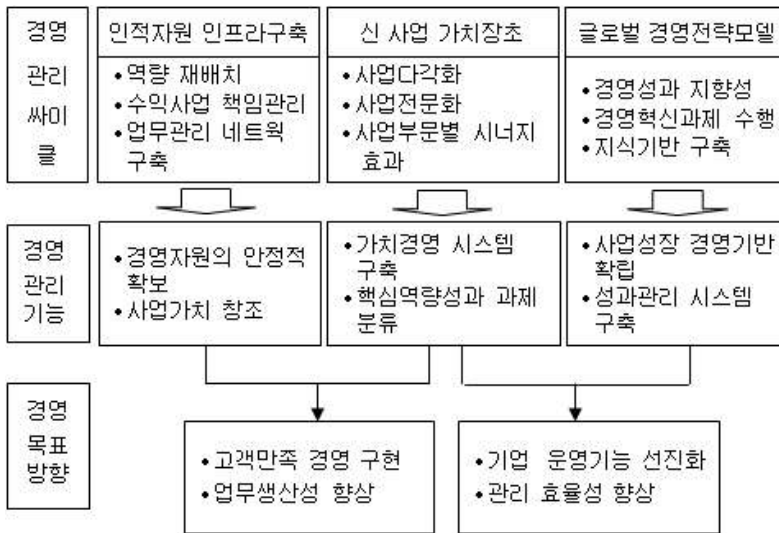 경영
관리
싸미
클
인적자원 인프라구축
• 역량 재배치
• 수익사업 책임관리
• 업무관리 네트웍
구축
신 사업 가치장초
• 사업다각화
• 사업전문화
• 사업부문별 시너지
효과
글로벌 경영전략모델
• 경영성과 지향성
• 경영혁신과제 수행
• 지식기반 구축
경영
관리
기능
• 경영자원의 안정적
확보
• 사업가치 창조
• 가치경영 시스템
구축
• 핵심역량성과 과제
분류
• 사업성장 경영기반
확립
• 성과관리 시스템
구축
경영
목표
방향
• 고객만족 경영 구현
• 업무생산성 향상
• 기업 운영기능 선진화
• 관리 효율성 향상